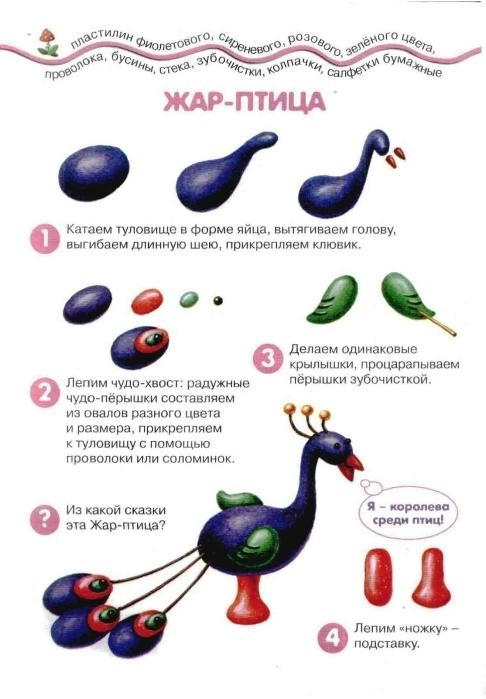 пластилин фиолетового, сиреневого, розового, зелёного цвета,
проволока, бусины, стека, зубочистки, колпачки, салфетки бумажные
ЖАР-ПТИЦА
1 Катаем туловище в форме яйца, вытягиваем голову,
выгибаем длинную шею, прикрепляем клювик.
2 Лепим чудо-хвост: радужные
чудо-пёрышки составляем
из овалов разного цвета
и размера, прикрепляем
к туловищу с помощью
проволоки или соломинок.
3 Делаем одинаковые
крылышки, процарапываем
пёрышки зубочисткой.
? Из какой сказки
эта Жар-птица?
Я – королева
среди птиц!
4 Лепим «ножку» –
подставку.